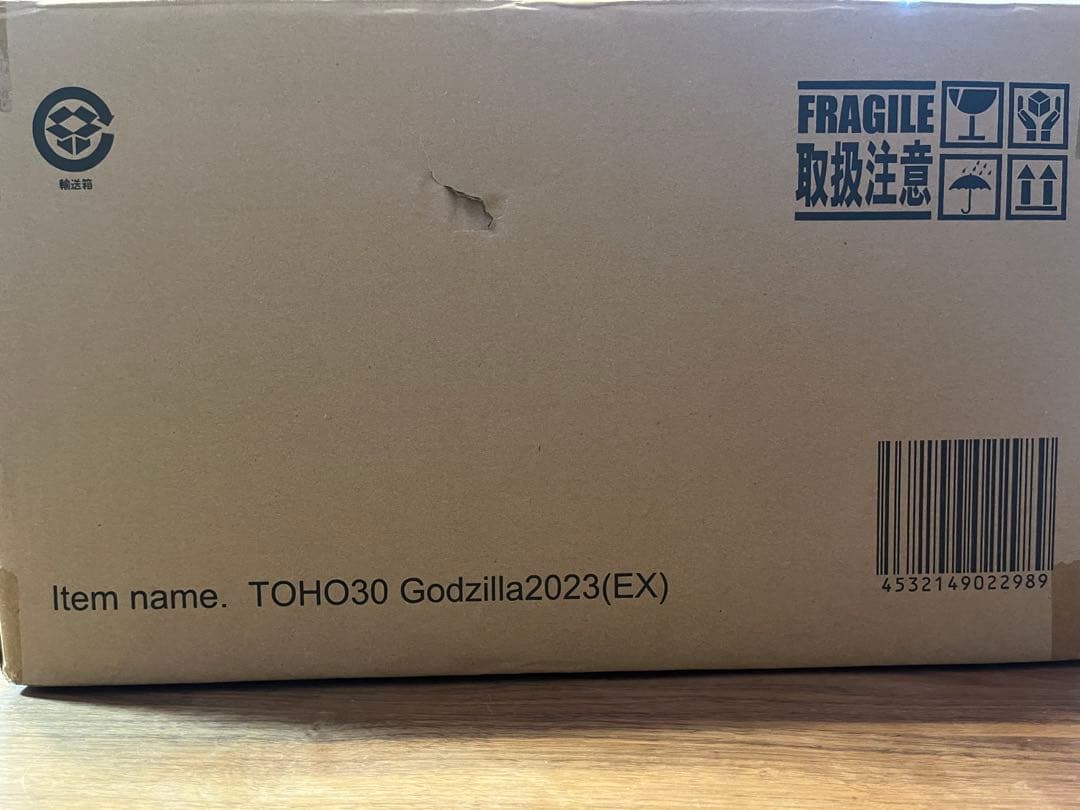 輸送箱
FRAGILE
取扱注意
4532149022989
Item name. TOHO30 Godzilla2023(EX)